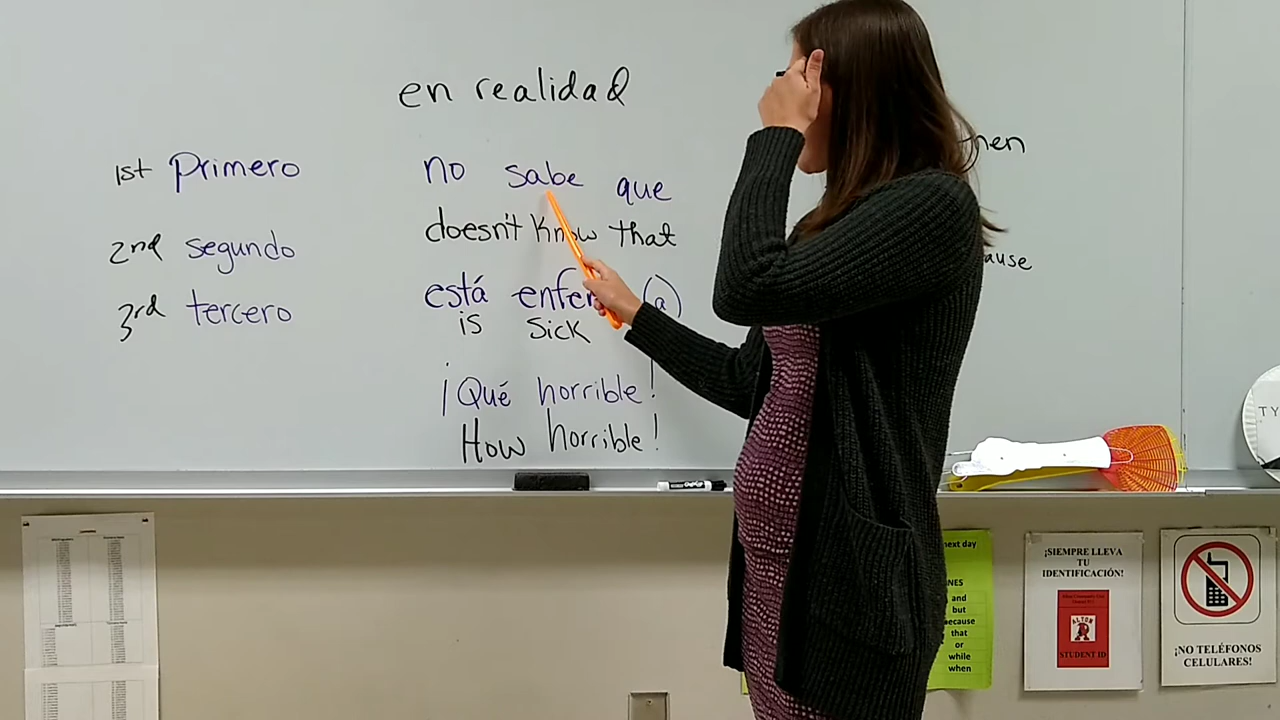 en realidad
1st Primero
2nd segundo
3rd tercero
no sabe que
doesn't know that
está (a)
is sick
¡Qué horrible!
How horrible!
next day
and
but
because
that
or
while
when
¡SIEMPRE LLEVA
TU
IDENTIFICACIÓN!
ALTON
STUDENT ID
¡NO TELÉFONOS
CELULARES!